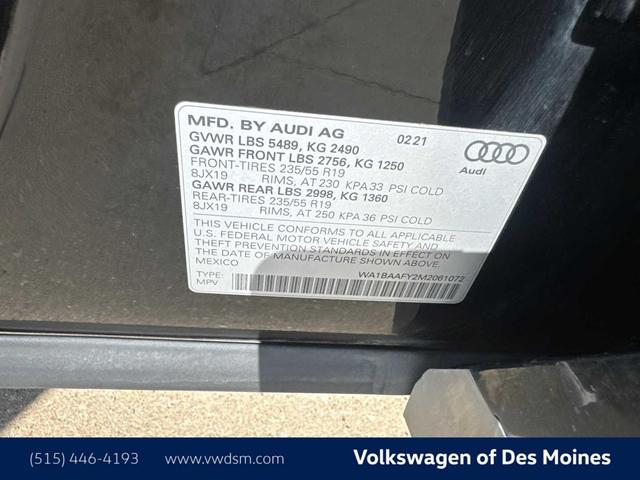 MFD. BY AUDI AG 02 21
GVWR LBS 5489, KG 2490
GAWR FRONT LBS 2756, KG 1250
FRONT-TIRES 235/55 R19
8JX19 RIMS, AT 230 KPA 33 PSI COLD
GAWR REAR LBS 2998, KG 1360
REAR-TIRES 235/55 R19
8JX19 RIMS, AT 250 KPA 36 PSI COLD
Audi
THIS VEHICLE CONFORMS TO ALL APPLICABLE
U.S. FEDERAL MOTOR VEHICLE SAFETY AND
THEFT PREVENTION STANDARDS IN EFFECT ON
THE DATE OF MANUFACTURE SHOWN ABOVE.
MEXICO
WA1BAAFY2M2061072
TYPE:
MPV
(515) 446-4193 www.vwdsm.com Volkswagen of Des Moines